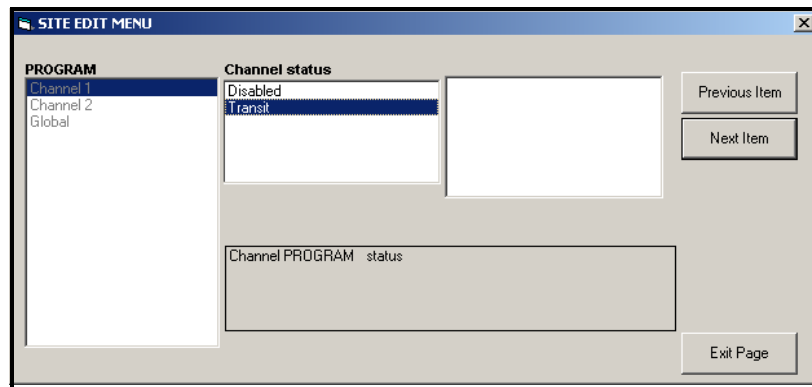 SITE EDIT MENU
PROGRAM
Channel 1
Channel 2
Global
Channel status
Disabled
Transit
Previous Item
Next Item
Channel PROGRAM status
Exit Page